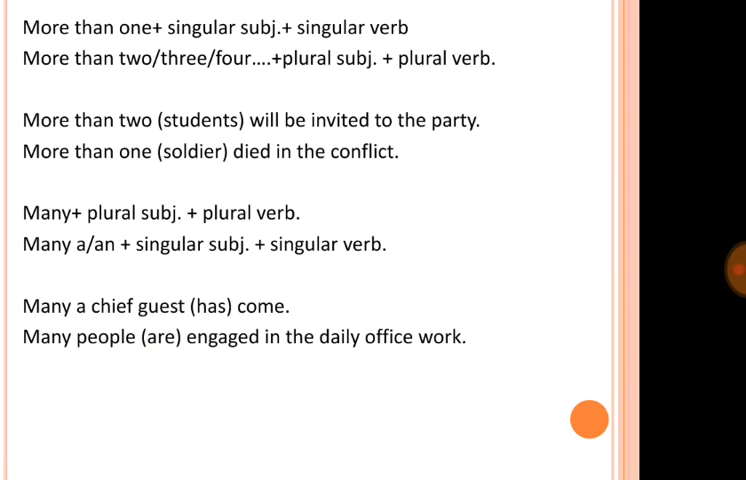 More than one+ singular subj.+ singular verb
More than two/three/four....+plural subj. + plural verb.
More than two (students) will be invited to the party.
More than one (soldier) died in the conflict.
Many+ plural subj. + plural verb.
Many a/an + singular subj. + singular verb.
Many a chief guest (has) come.
Many people (are) engaged in the daily office work.